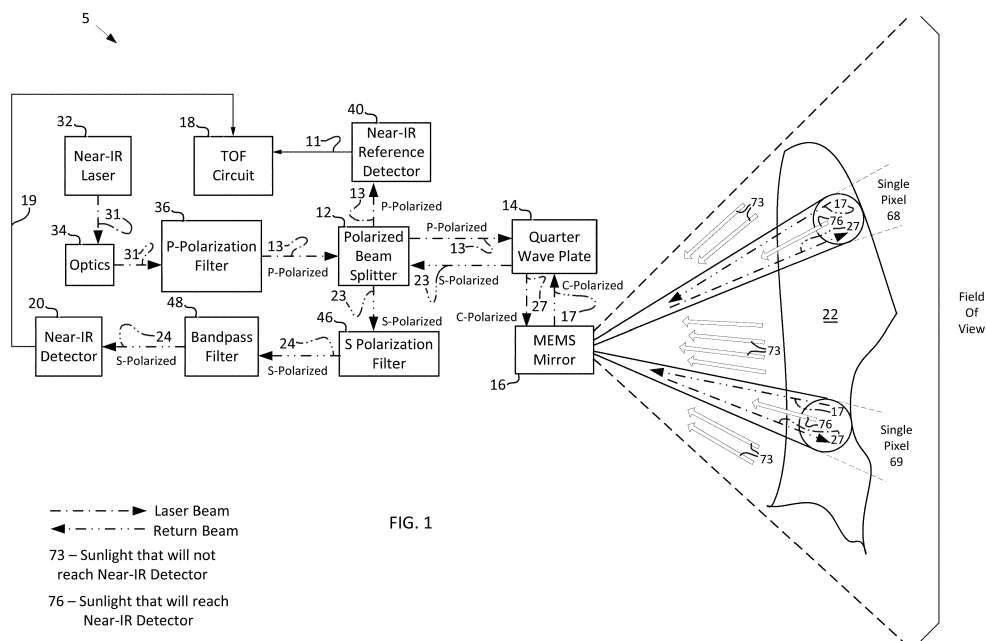 5
32
Near-IR
Laser
18
TOF
Circuit
11
40
Near-IR
Reference
Detector
19
31
34
Optics
31
36
P-Polarization
Filter
13
P-Polarized
13
P-Polarized
12
Polarized
Beam
Splitter
P-Polarized
13
S-Polarized
23
14
Quarter
Wave Plate
23
S-Polarized
C-Polarized
27
C-Polarized
17
MEMS
Mirror
16
20
Near-IR
Detector
24
S-Polarized
48
Bandpass
Filter
24
S-Polarized
46
S Polarization
Filter
73
73
73
17
76
27
Single
Pixel
68
22
17
76
27
Single
Pixel
69
Field
Of
View
Laser Beam
Return Beam
73 – Sunlight that will not
reach Near-IR Detector
76 – Sunlight that will reach
Near-IR Detector
FIG. 1